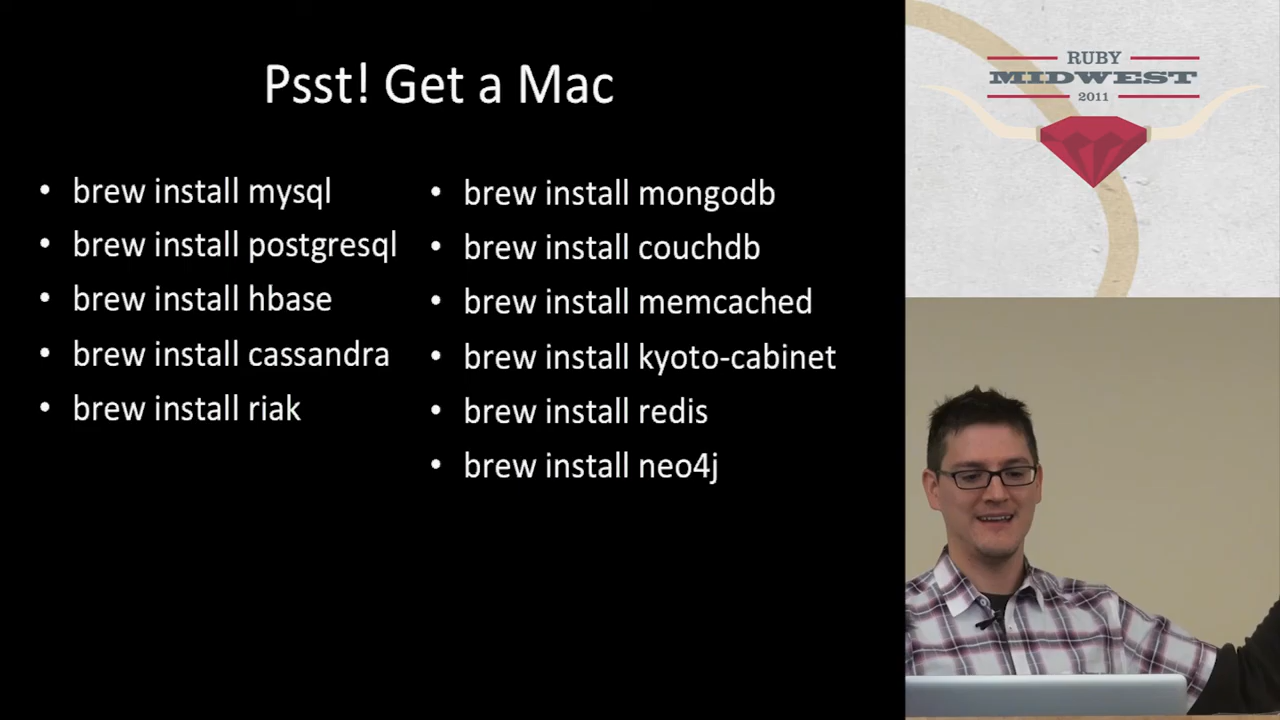 Psst! Get a Mac
• brew install mysql
• brew install postgresql
• brew install hbase
• brew install cassandra
• brew install riak
• brew install mongodb
• brew install couchdb
• brew install memcached
• brew install kyoto-cabinet
• brew install redis
• brew install neo4j
RUBY
MIDWEST
2011